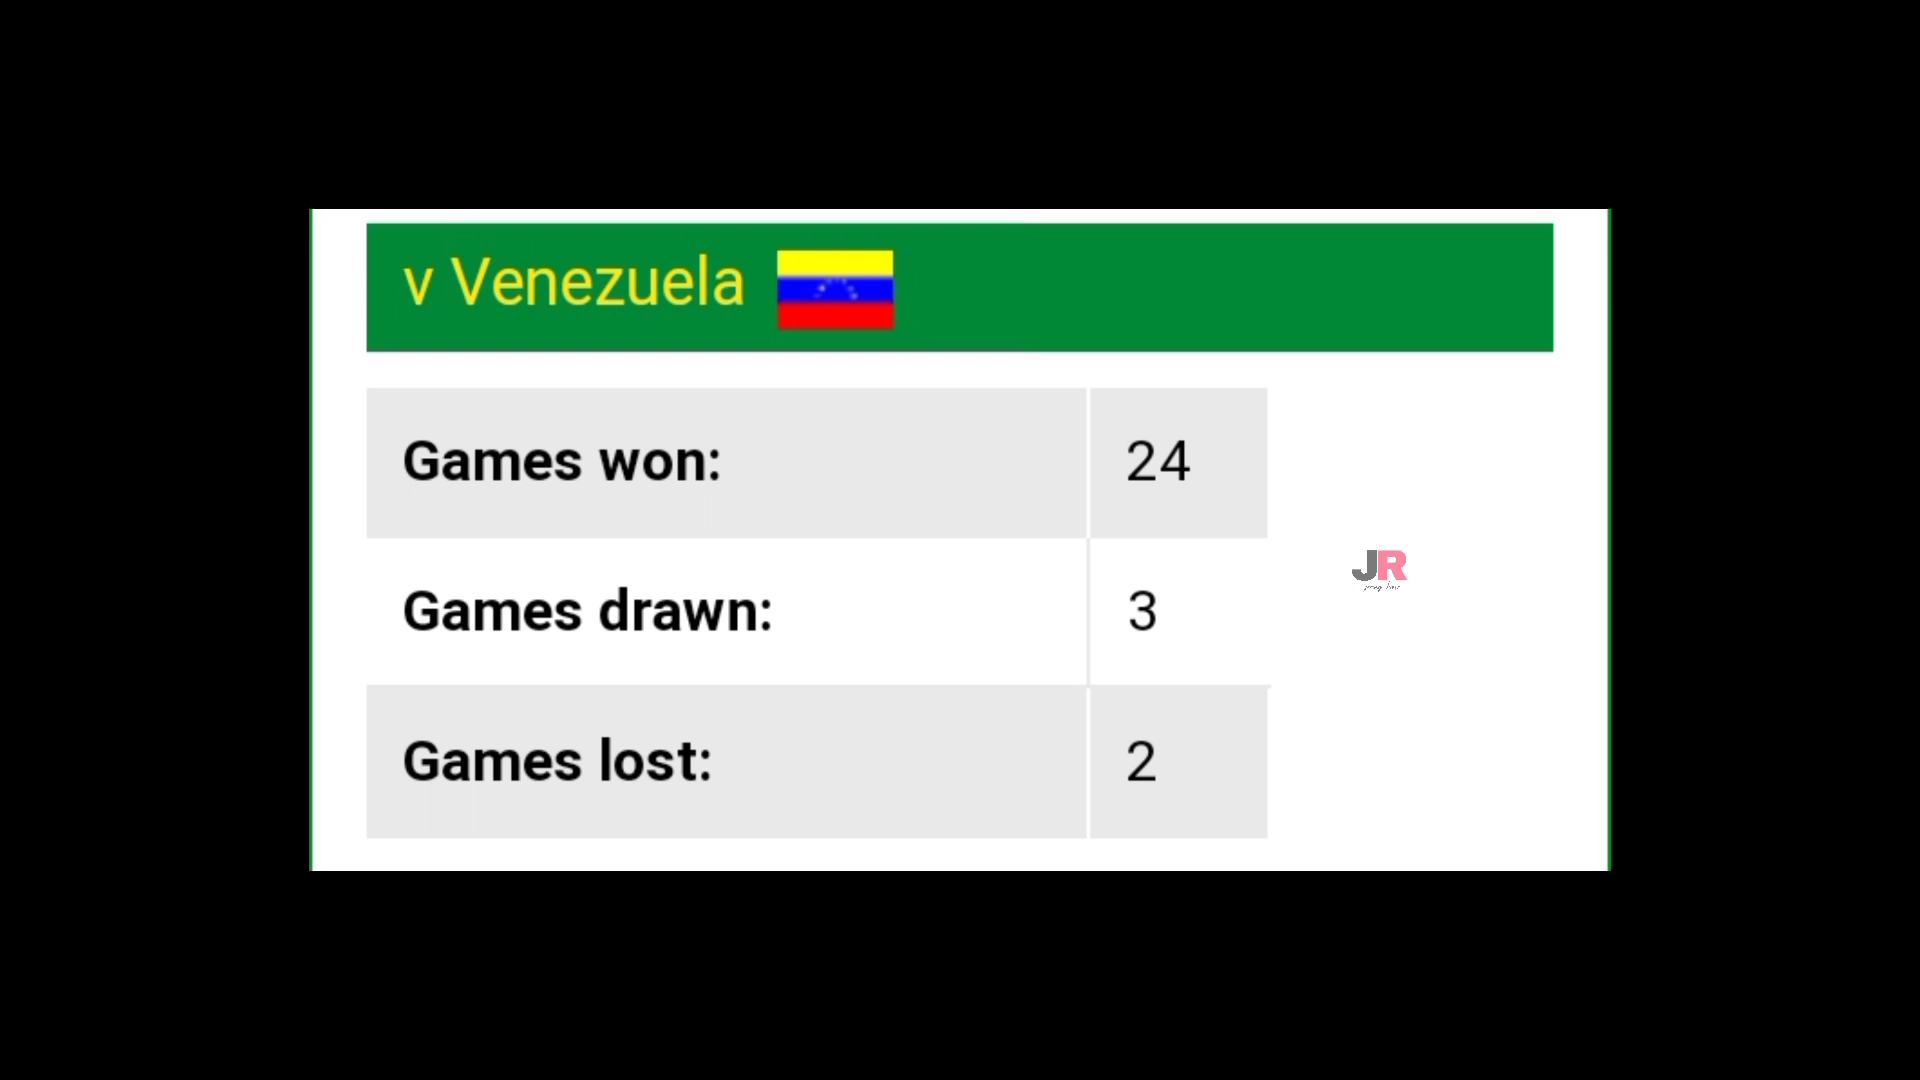 v Venezuela
Games won: 24
JR
Games drawn: 3
Games lost: 2